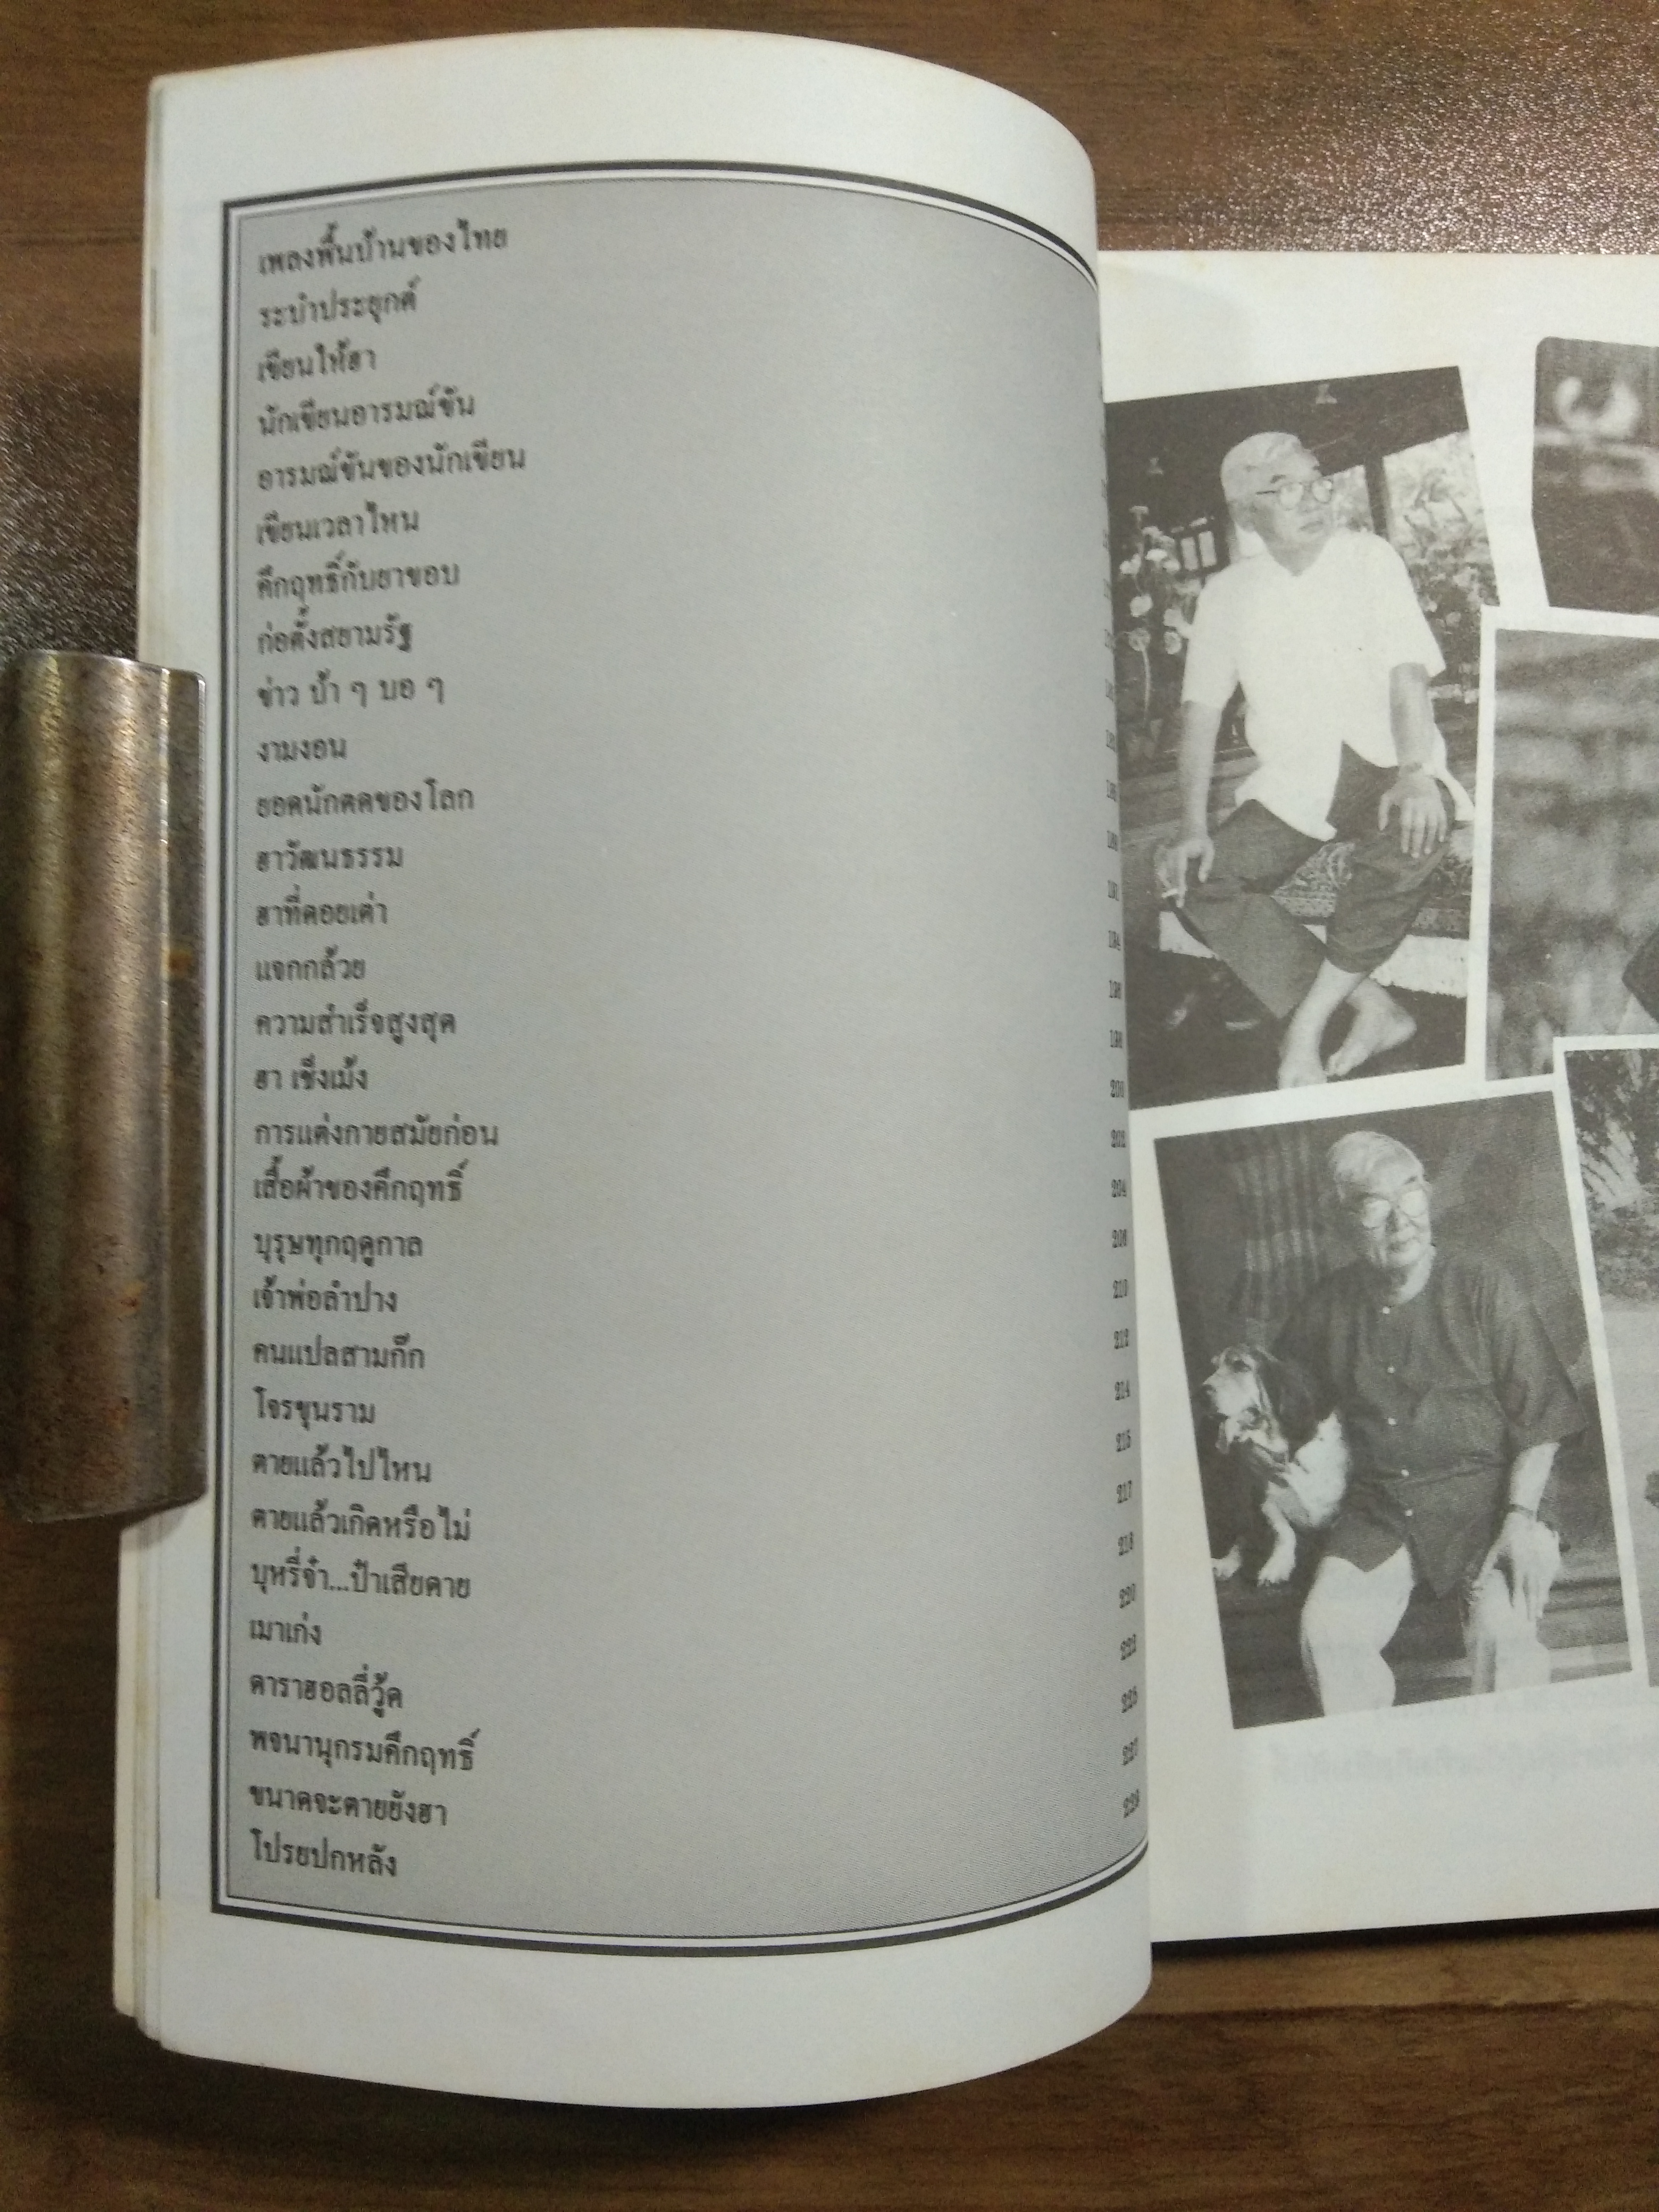 เพลงพื้นบ้านของไทย
ระบำประยุกต์
เขียนให้ฮา
นักเขียนอารมณ์ขัน
อารมณ์ขันของนักเขียน
เขียนเวลาไหน
คึกฤทธิ์กับยาขอบ
ก่อตั้งสยามรัฐ
ข่าว บ้า ๆ บอ ๆ
งามงอน
ยอดนักตดของโลก
ฮาวัฒนธรรม
ฮาที่ดอยเต่า
แจกกล้วย
ความสำเร็จสูงสุด
ฮา เช็งเม้ง 200
การแต่งกายสมัยก่อน 202
เสื้อผ้าของคึกฤทธิ์ 204
บุรุษทุกฤดูกาล
เจ้าพ่อลำปาง 210
คนแปลสามก๊ก 212
โจรขุนราม 214
ตายแล้วไปไหน 215
ตายแล้วเกิดหรือไม่ 217
บุหรี่จ๋า...ป๋าเสียดาย 218
เมาเก่ง 220
ดาราฮอลลี่วู้ด 222
พจนานุกรมคึกฤทธิ์ 225
ขนาดจะตายยังฮา 227
โปรยปกหลัง 229